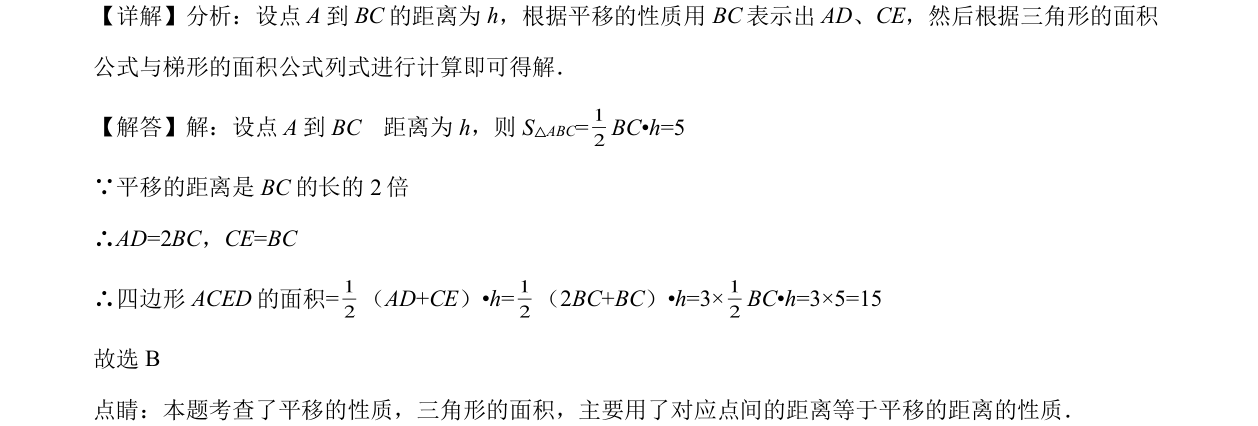 【详解】分析：设点 A 到 BC 的距离为 h，根据平移的性质用 BC 表示出 AD、CE，然后根据三角形的面积
公式与梯形的面积公式列式进行计算即可得解．
【解答】解：设点 A 到 BC　距离为 h，则 S△ABC=1/2 BC•h=5
∵平移的距离是 BC 的长的 2 倍
∴AD=2BC，CE=BC
∴四边形 ACED 的面积=1/2（AD+CE）•h=1/2（2BC+BC）•h=3×1/2 BC•h=3×5=15
故选 B
点睛：本题考查了平移的性质，三角形的面积，主要用了对应点间的距离等于平移的距离的性质．